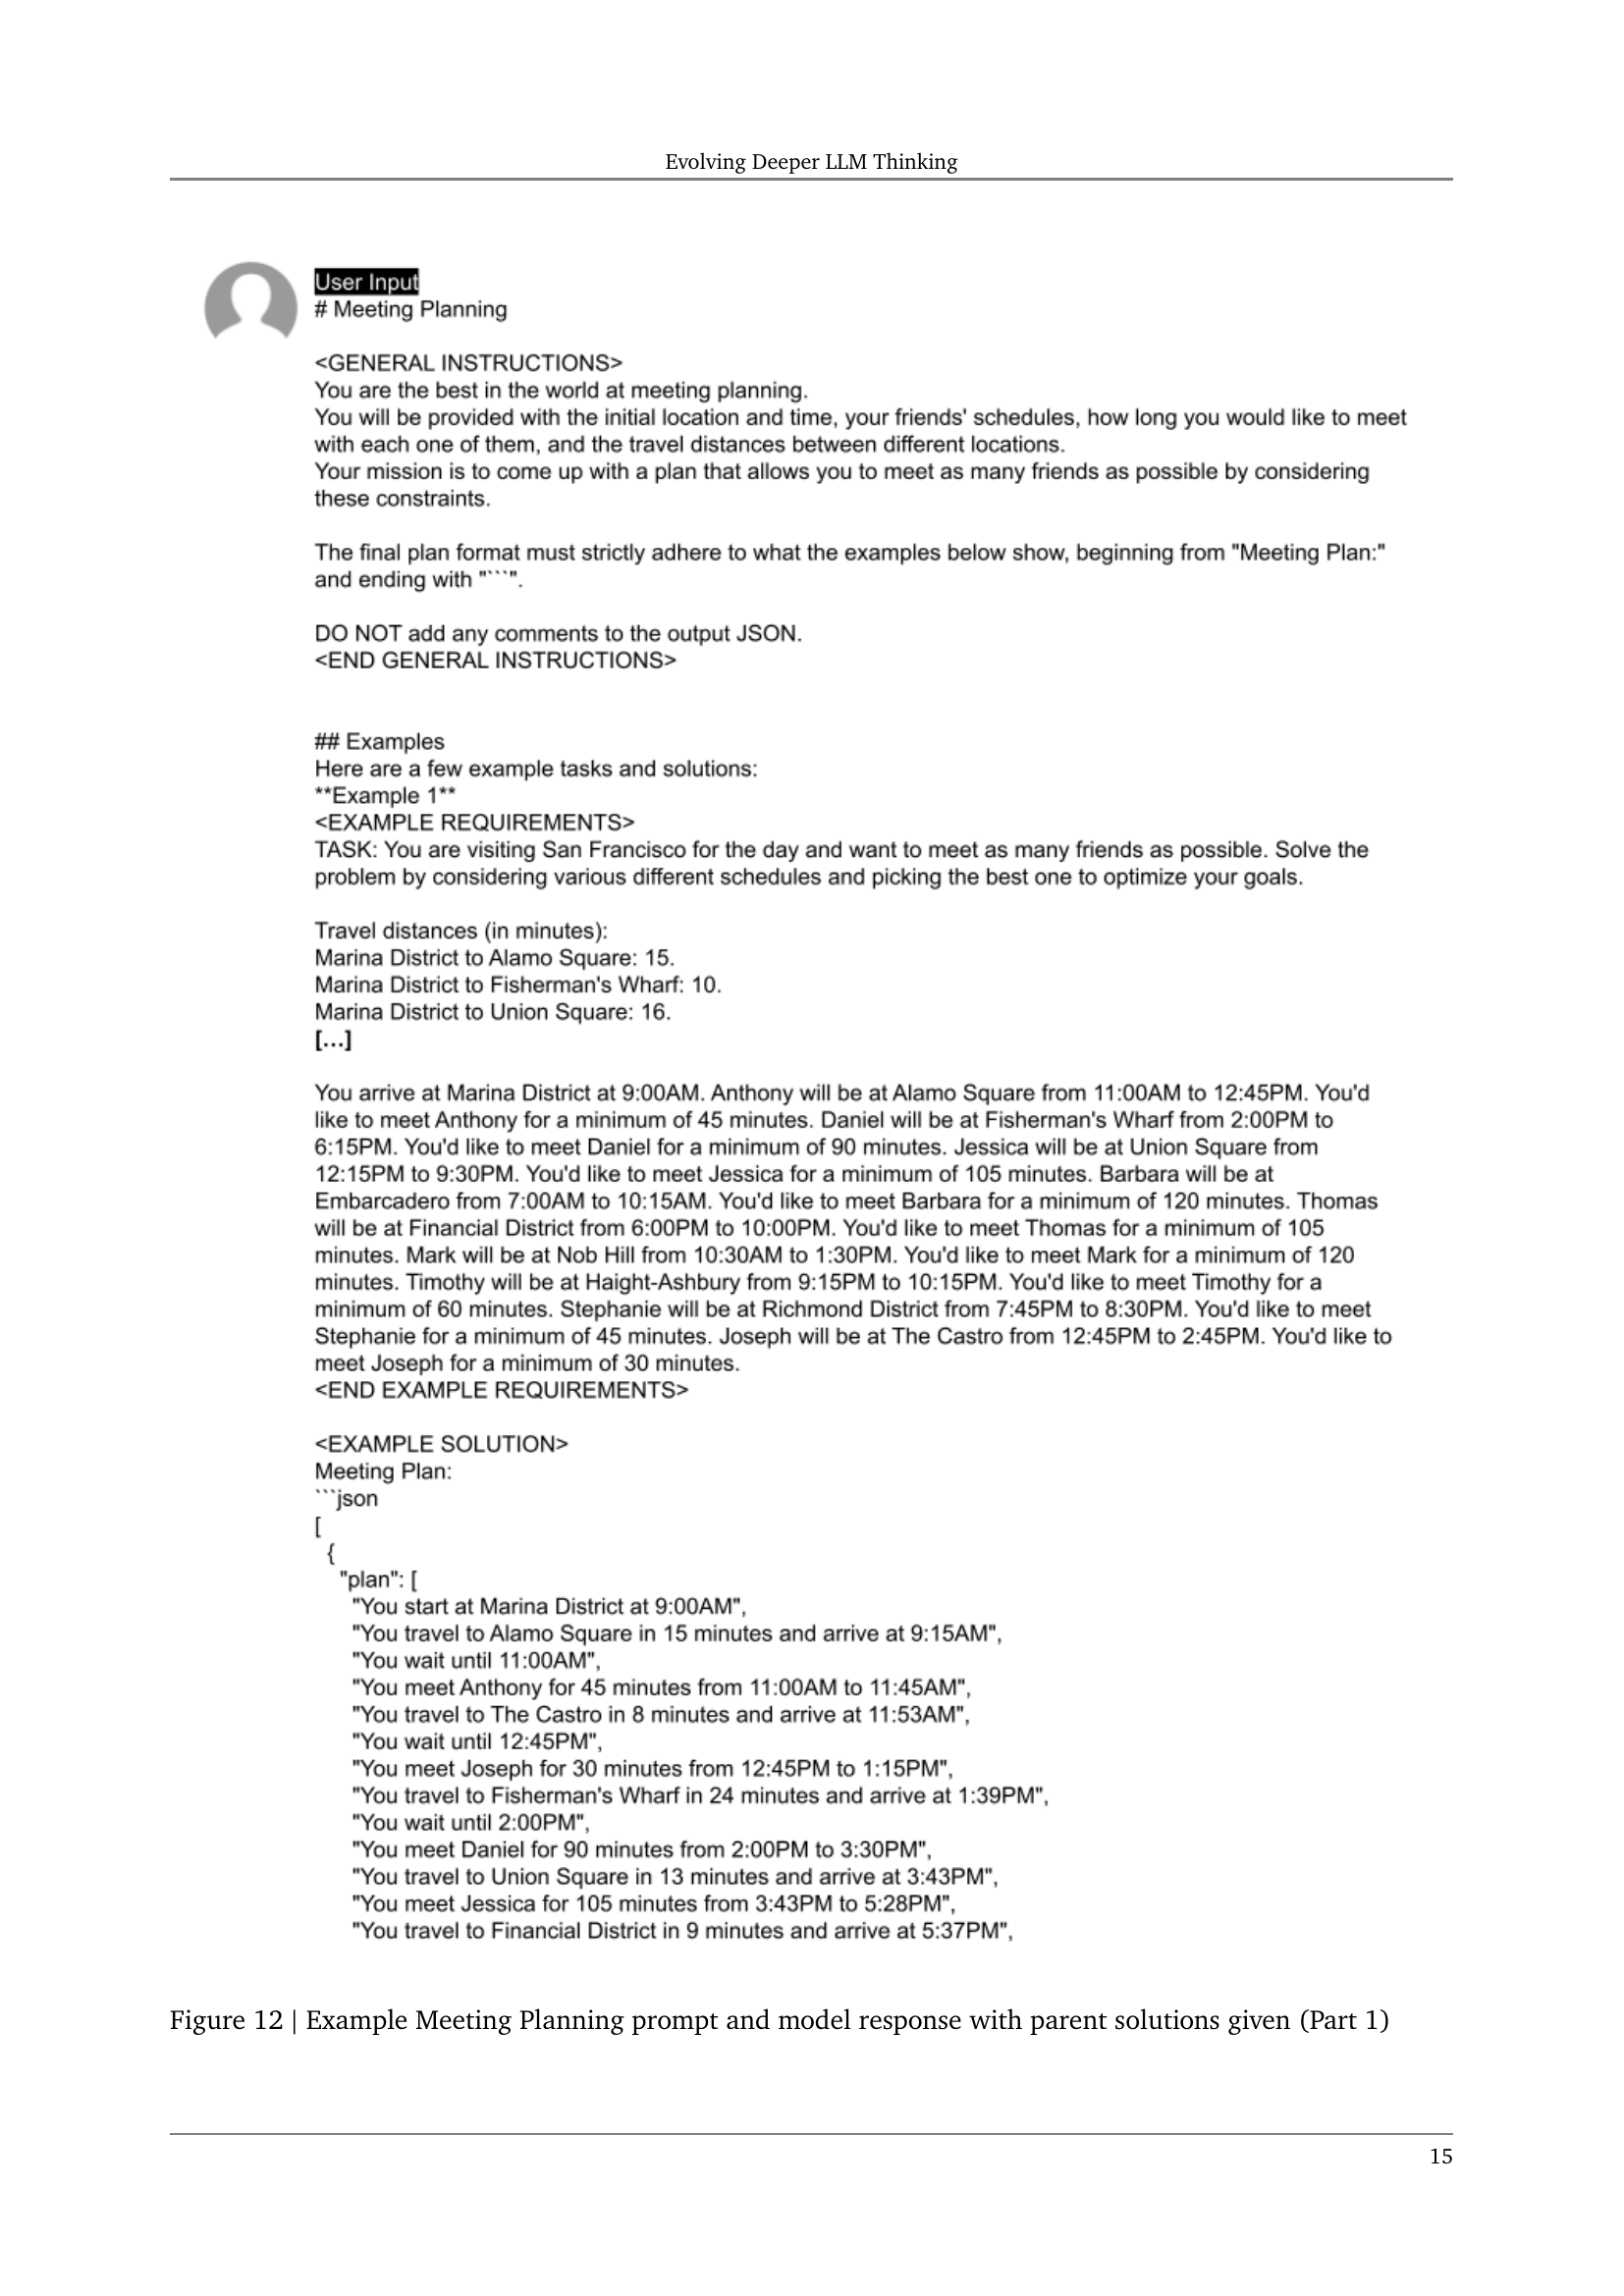 Evolving Deeper LLM Thinking
User Input
# Meeting Planning
<GENERAL INSTRUCTIONS>
You are the best in the world at meeting planning.
You will be provided with the initial location and time, your friends' schedules, how long you would like to meet
with each one of them, and the travel distances between different locations.
Your mission is to come up with a plan that allows you to meet as many friends as possible by considering
these constraints.
The final plan format must strictly adhere to what the examples below show, beginning from "Meeting Plan:"
and ending with "```".
DO NOT add any comments to the output JSON.
<END GENERAL INSTRUCTIONS>
## Examples
Here are a few example tasks and solutions:
**Example 1**
<EXAMPLE REQUIREMENTS>
TASK: You are visiting San Francisco for the day and want to meet as many friends as possible. Solve the
problem by considering various different schedules and picking the best one to optimize your goals.
Travel distances (in minutes):
Marina District to Alamo Square: 15.
Marina District to Fisherman's Wharf: 10.
Marina District to Union Square: 16.
[...]
You arrive at Marina District at 9:00AM. Anthony will be at Alamo Square from 11:00AM to 12:45PM. You'd
like to meet Anthony for a minimum of 45 minutes. Daniel will be at Fisherman's Wharf from 2:00PM to
6:15PM. You'd like to meet Daniel for a minimum of 90 minutes. Jessica will be at Union Square from
12:15PM to 9:30PM. You'd like to meet Jessica for a minimum of 105 minutes. Barbara will be at
Embarcadero from 7:00AM to 10:15AM. You'd like to meet Barbara for a minimum of 120 minutes. Thomas
will be at Financial District from 6:00PM to 10:00PM. You'd like to meet Thomas for a minimum of 105
minutes. Mark will be at Nob Hill from 10:30AM to 1:30PM. You'd like to meet Mark for a minimum of 120
minutes. Timothy will be at Haight-Ashbury from 9:15PM to 10:15PM. You'd like to meet Timothy for a
minimum of 60 minutes. Stephanie will be at Richmond District from 7:45PM to 8:30PM. You'd like to meet
Stephanie for a minimum of 45 minutes. Joseph will be at The Castro from 12:45PM to 2:45PM. You'd like to
meet Joseph for a minimum of 30 minutes.
<END EXAMPLE REQUIREMENTS>
<EXAMPLE SOLUTION>
Meeting Plan:
```json
[
{
"plan": [
"You start at Marina District at 9:00AM",
"You travel to Alamo Square in 15 minutes and arrive at 9:15AM",
"You wait until 11:00AM",
"You meet Anthony for 45 minutes from 11:00AM to 11:45AM",
"You travel to The Castro in 8 minutes and arrive at 11:53AM",
"You wait until 12:45PM",
"You meet Joseph for 30 minutes from 12:45PM to 1:15PM",
"You travel to Fisherman's Wharf in 24 minutes and arrive at 1:39PM",
"You wait until 2:00PM",
"You meet Daniel for 90 minutes from 2:00PM to 3:30PM",
"You travel to Union Square in 13 minutes and arrive at 3:43PM",
"You meet Jessica for 105 minutes from 3:43PM to 5:28PM",
"You travel to Financial District in 9 minutes and arrive at 5:37PM",
Figure 12 | Example Meeting Planning prompt and model response with parent solutions given (Part 1)
15